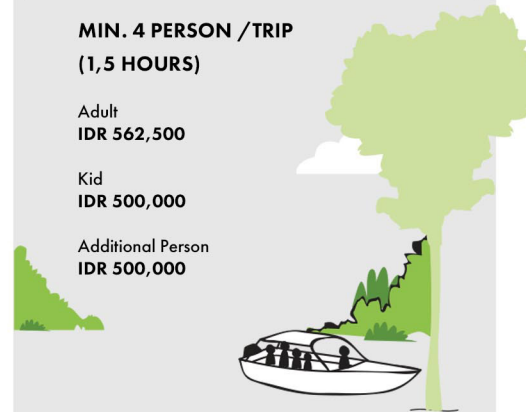 MIN. 4 PERSON /TRIP
(1,5 HOURS)
Adult
IDR 562,500
Kid
IDR 500,000
Additional Person
IDR 500,000